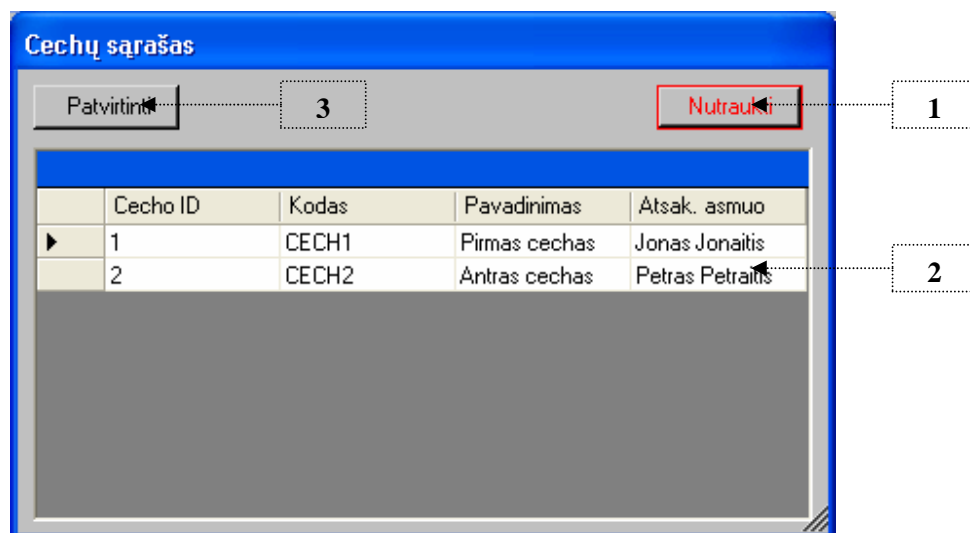 Cechų sąrašas
Patvirtinti 3 Nutraukti 1
Cecho ID Kodas Pavadinimas Atsak. asmuo
1 CECH1 Pirmas cechas Jonas Jonaitis
2 CECH2 Antras cechas Petras Petraitis 2